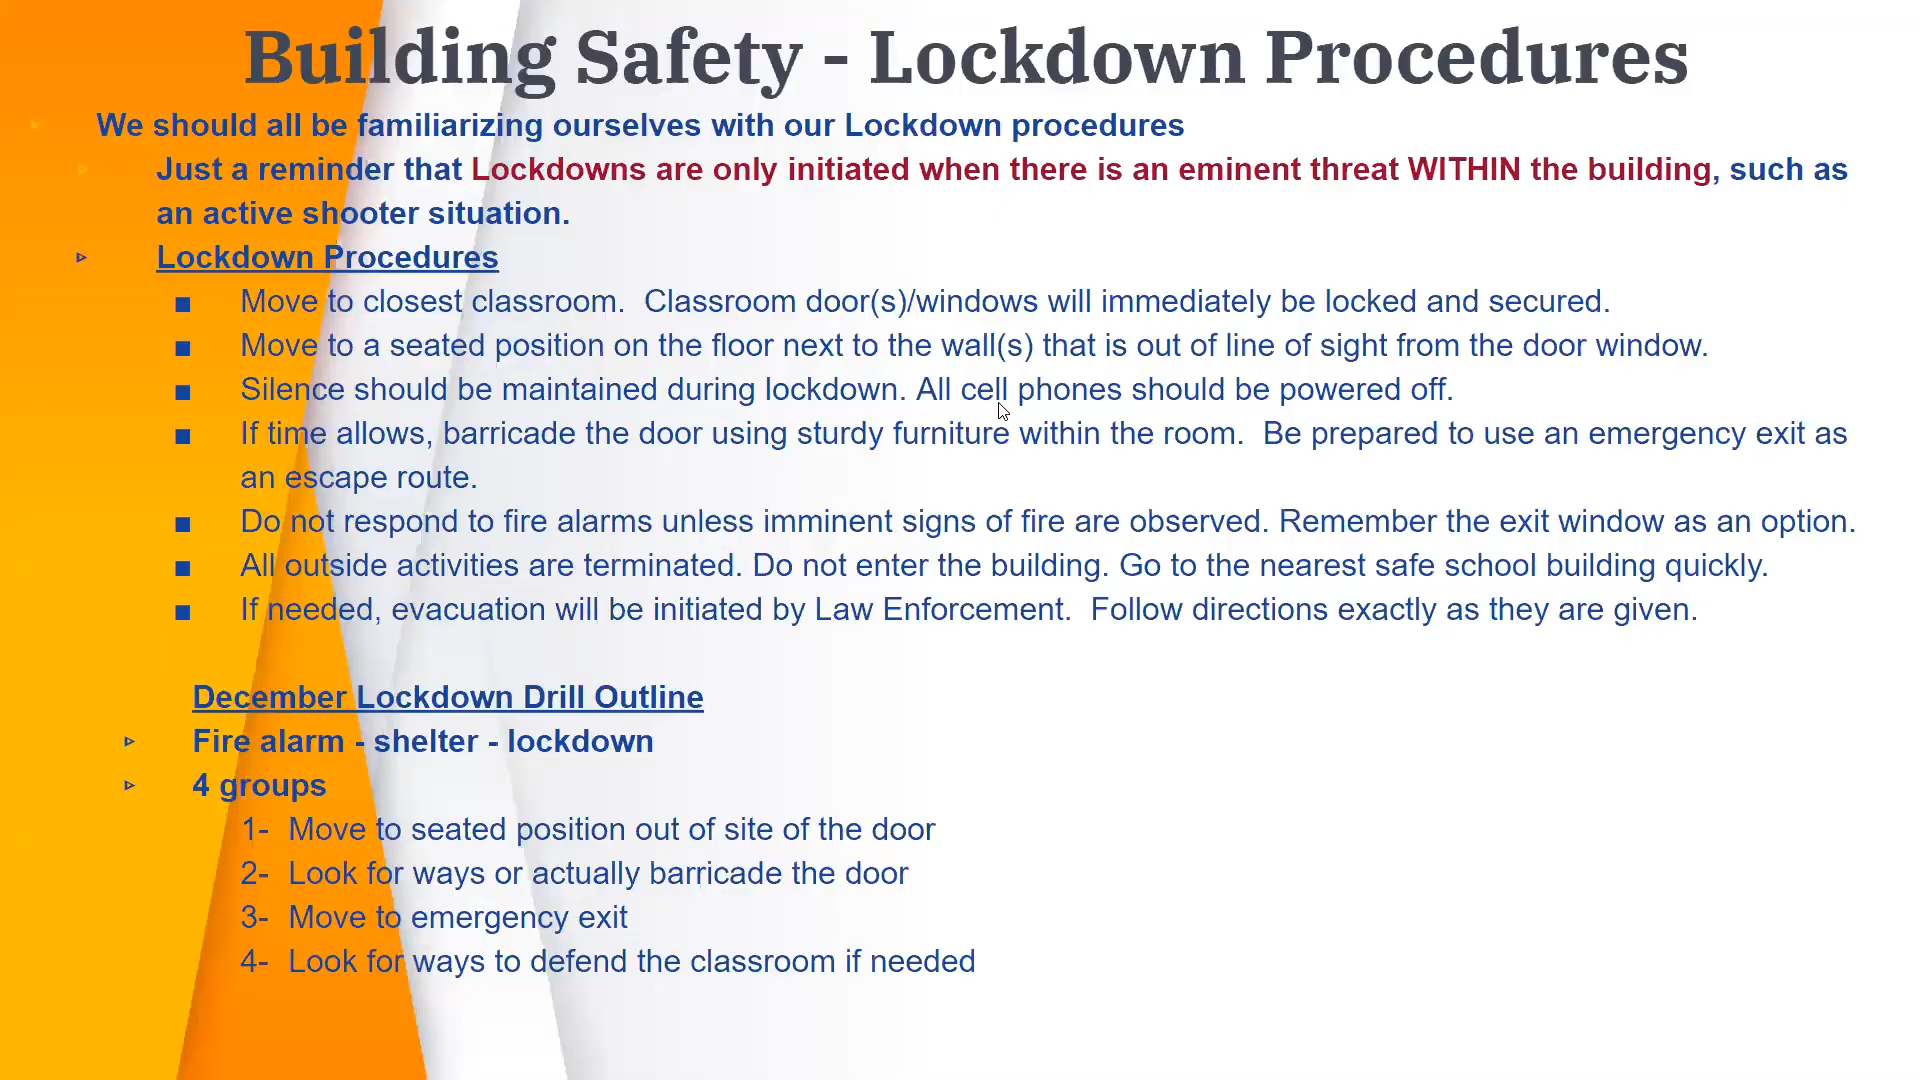 Building Safety - Lockdown Procedures
We should all be familiarizing ourselves with our Lockdown procedures
Just a reminder that Lockdowns are only initiated when there is an eminent threat WITHIN the building, such as
an active shooter situation.
Lockdown Procedures
Move to closest classroom.  Classroom door(s)/windows will immediately be locked and secured.
Move to a seated position on the floor next to the wall(s) that is out of line of sight from the door window.
Silence should be maintained during lockdown. All cell phones should be powered off.
If time allows, barricade the door using sturdy furniture within the room.  Be prepared to use an emergency exit as
an escape route.
Do not respond to fire alarms unless imminent signs of fire are observed. Remember the exit window as an option.
All outside activities are terminated. Do not enter the building. Go to the nearest safe school building quickly.
If needed, evacuation will be initiated by Law Enforcement.  Follow directions exactly as they are given.
December Lockdown Drill Outline
Fire alarm - shelter - lockdown
4 groups
1- Move to seated position out of site of the door
2- Look for ways or actually barricade the door
3- Move to emergency exit
4- Look for ways to defend the classroom if needed